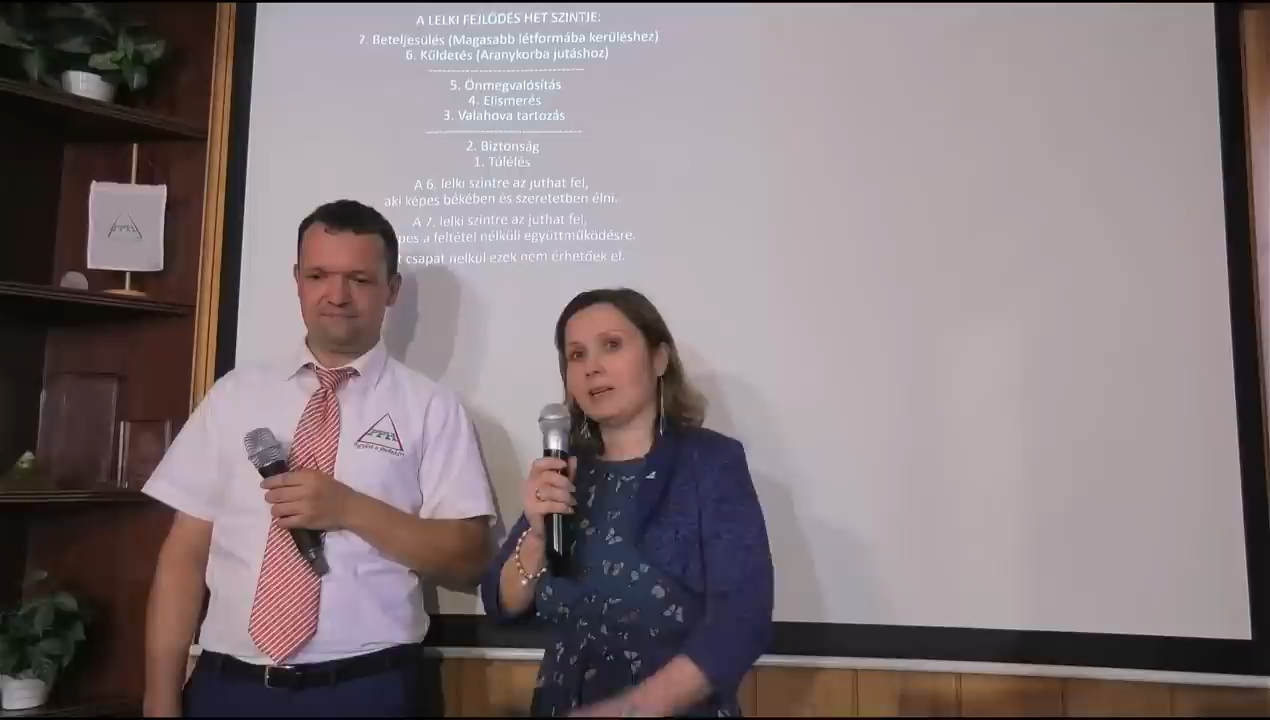 A LELKI FEJLŐDÉS HÉT SZINTJE:
7. Beteljesülés (Magasabb létformába kerüléshez)
6. Küldetés (Aranykorba jutáshoz)
5. Önmegvalósítás
4. Elismerés
3. Valahova tartozás
2. Biztonság
1. Túlélés
A 6. lelki szintre az juthat fel,
aki képes békében és szeretetben élni.
A 7. lelki szintre az juthat fel,
a feltétel nélküli együttműködésre.
csapat nélkül ezek nem érhetőek el.